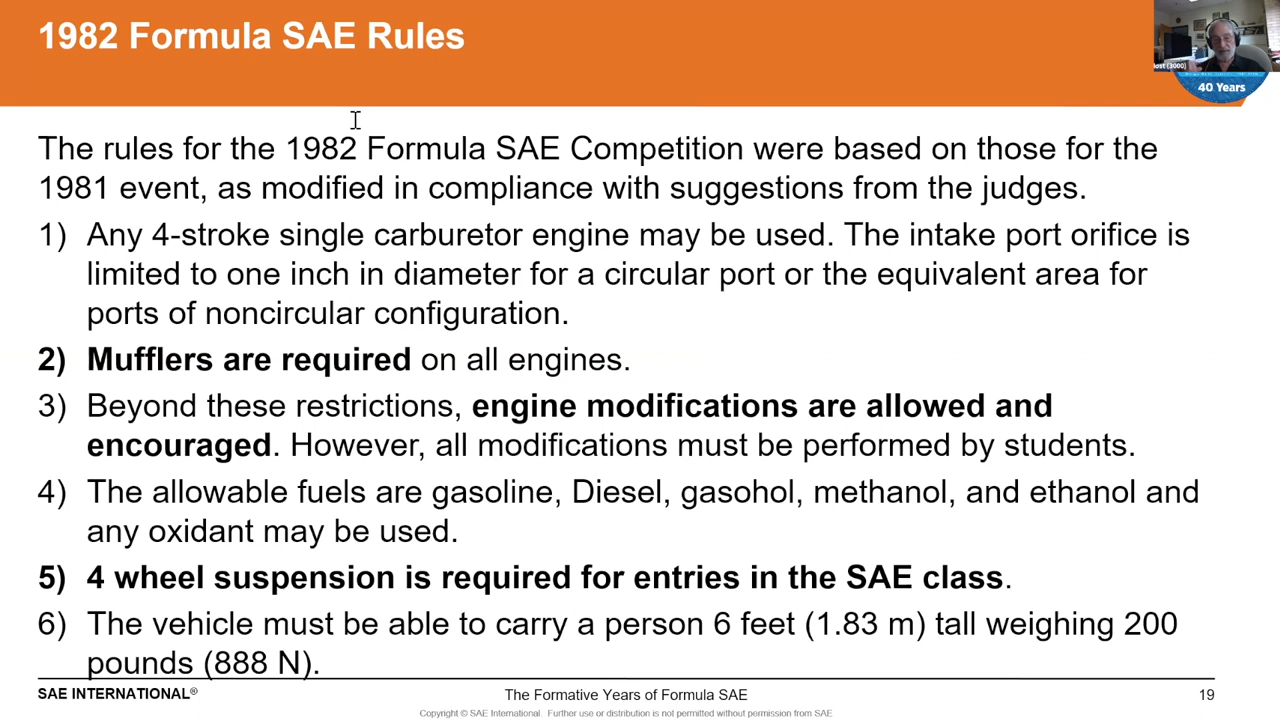 1982 Formula SAE Rules
ost (3000)
40 Years
The rules for the 1982 Formula SAE Competition were based on those for the
1981 event, as modified in compliance with suggestions from the judges.
1) Any 4-stroke single carburetor engine may be used. The intake port orifice is
limited to one inch in diameter for a circular port or the equivalent area for
ports of noncircular configuration.
2) Mufflers are required on all engines.
3) Beyond these restrictions, engine modifications are allowed and
encouraged. However, all modifications must be performed by students.
4) The allowable fuels are gasoline, Diesel, gasohol, methanol, and ethanol and
any oxidant may be used.
5) 4 wheel suspension is required for entries in the SAE class.
6) The vehicle must be able to carry a person 6 feet (1.83 m) tall weighing 200
pounds (888 N).
SAE INTERNATIONAL® The Formative Years of Formula SAE 19
Copyright © SAE International. Further use or distribution is not permitted without permission from SAE